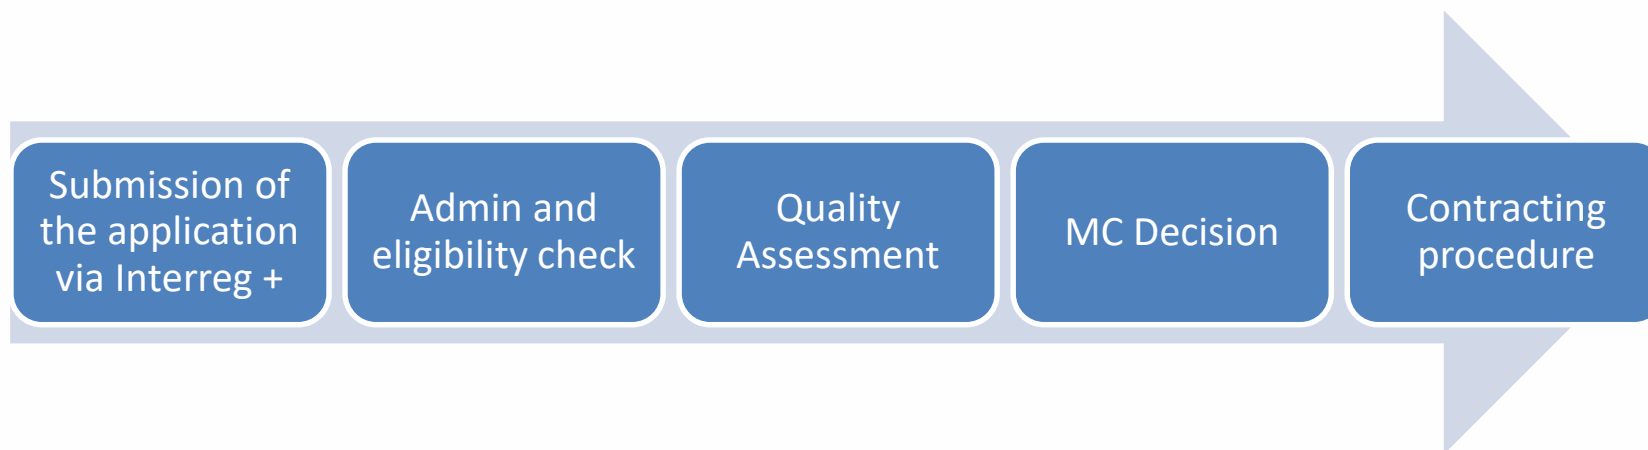 Submission of
the application
via Interreg +
Admin and
eligibility check
Quality
Assessment
MC Decision
Contracting
procedure